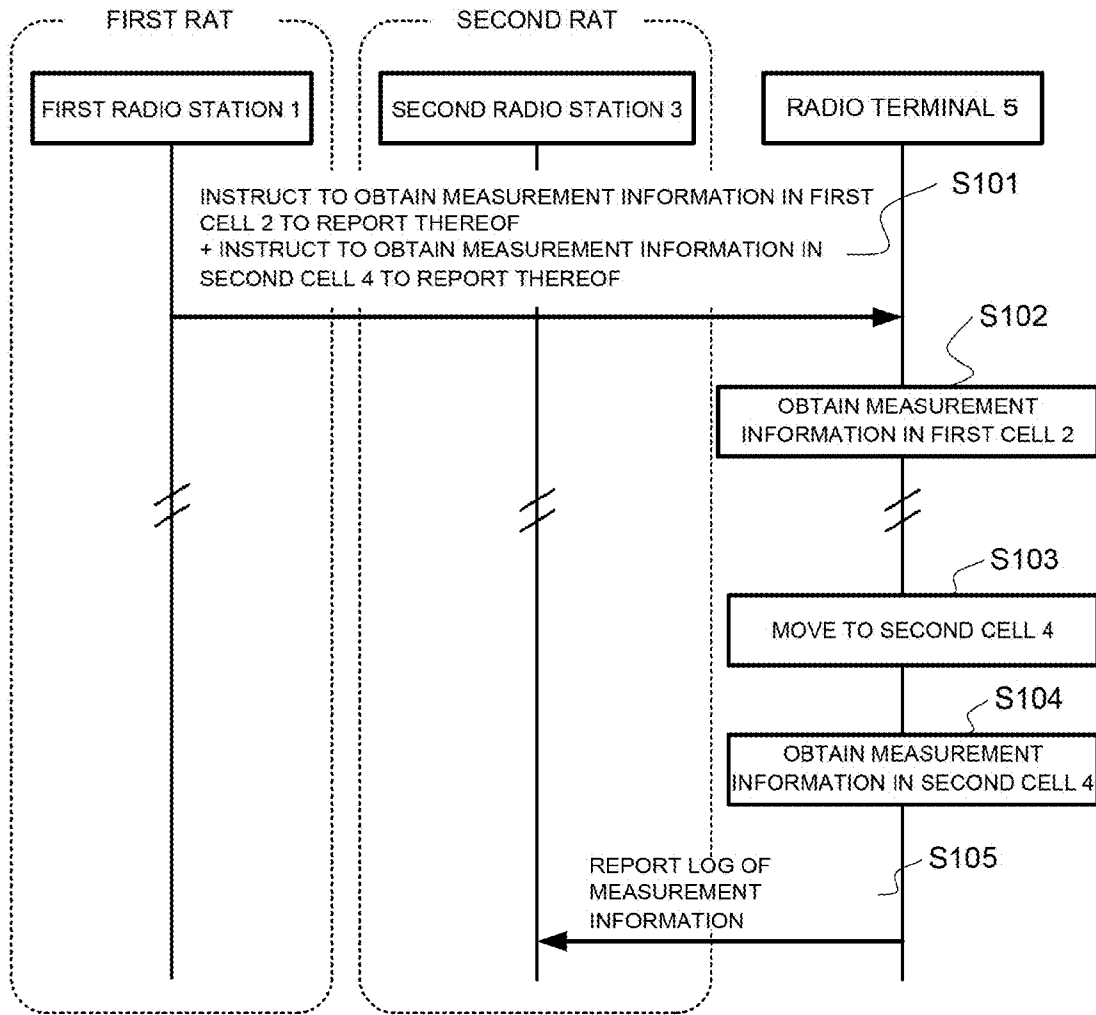 FIRST RAT
SECOND RAT
FIRST RADIO STATION 1
SECOND RADIO STATION 3
RADIO TERMINAL 5
INSTRUCT TO OBTAIN MEASUREMENT INFORMATION IN FIRST
CELL 2 TO REPORT THEREOF
+ INSTRUCT TO OBTAIN MEASUREMENT INFORMATION IN
SECOND CELL 4 TO REPORT THEREOF
S101
S102
OBTAIN MEASUREMENT
INFORMATION IN FIRST CELL 2
S103
MOVE TO SECOND CELL 4
S104
OBTAIN MEASUREMENT
INFORMATION IN SECOND CELL 4
REPORT LOG OF
MEASUREMENT
INFORMATION
S105